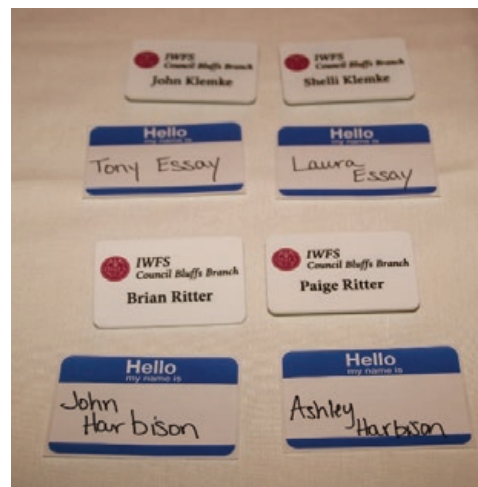 IWFS
Council Bluffs Branch
John Klemke
IWFS
Council Bluffs Branch
Shelli Klemke
Hello
my name is
Tony Essay
Hello
my name is
Laura
Essay
IWFS
Council Bluffs Branch
Brian Ritter
IWFS
Council Bluffs Branch
Paige Ritter
Hello
my name is
John
Harbison
Hello
my name is
Ashley
Harbison